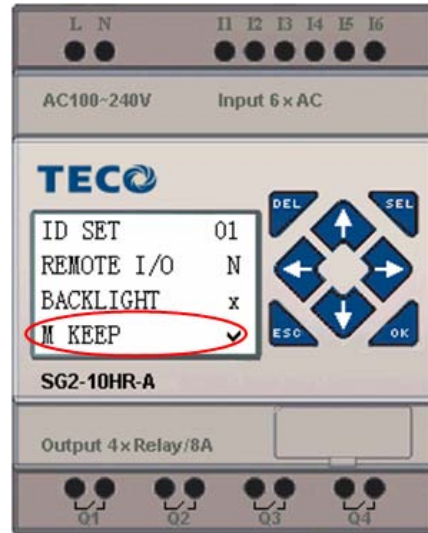 L N I1 I2 I3 I4 I5 I6
AC100~240V Input 6×AC
TECO
DEL SEL
ID SET 01
REMOTE I/O N
BACKLIGHT x
M KEEP ✓
ESC OK
SG2-10HR-A
Output 4×Relay/8A
Q1 Q2 Q3 Q4